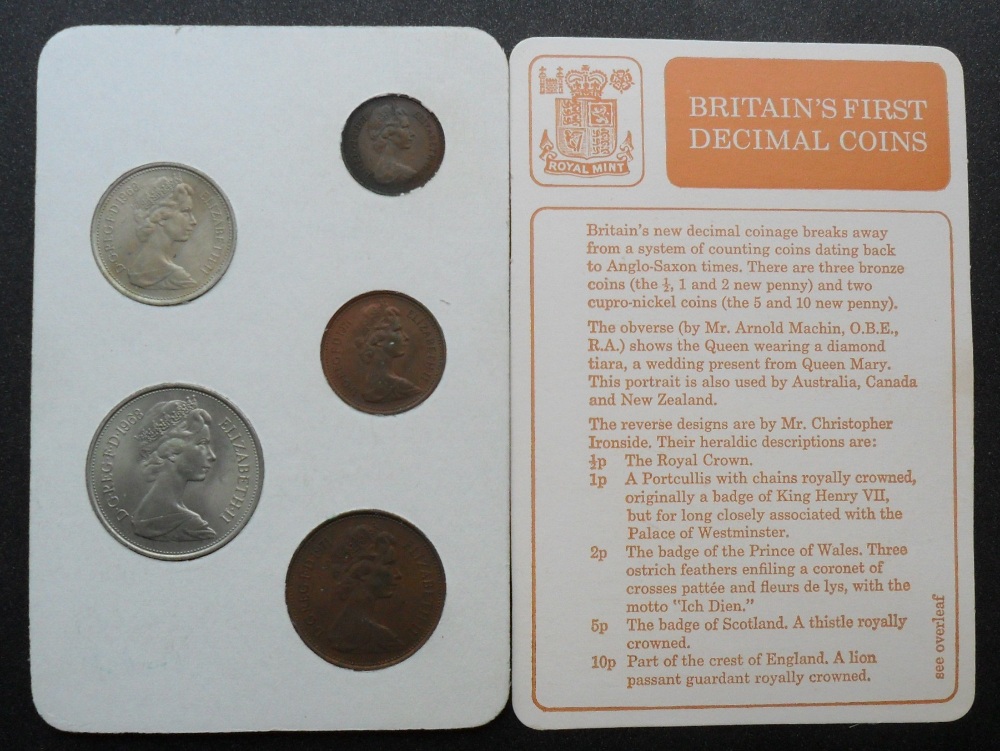 D·G·REG·F·D·1968 ELIZABETH·II
D·G·REG·F·D·1968 ELIZABETH·II
ROYAL MINT
BRITAIN'S FIRST
DECIMAL COINS
Britain's new decimal coinage breaks away
from a system of counting coins dating back
to Anglo-Saxon times. There are three bronze
coins (the ½, 1 and 2 new penny) and two
cupro-nickel coins (the 5 and 10 new penny).
The obverse (by Mr. Arnold Machin, O.B.E.,
R.A.) shows the Queen wearing a diamond
tiara, a wedding present from Queen Mary.
This portrait is also used by Australia, Canada
and New Zealand.
The reverse designs are by Mr. Christopher
Ironside. Their heraldic descriptions are:
½p The Royal Crown.
1p A Portcullis with chains royally crowned,
originally a badge of King Henry VII,
but for long closely associated with the
Palace of Westminster.
2p The badge of the Prince of Wales. Three
ostrich feathers enfiling a coronet of
crosses pattée and fleurs de lys, with the
motto "Ich Dien."
5p The badge of Scotland. A thistle royally
crowned.
10p Part of the crest of England. A lion
passant guardant royally crowned.
see overleaf